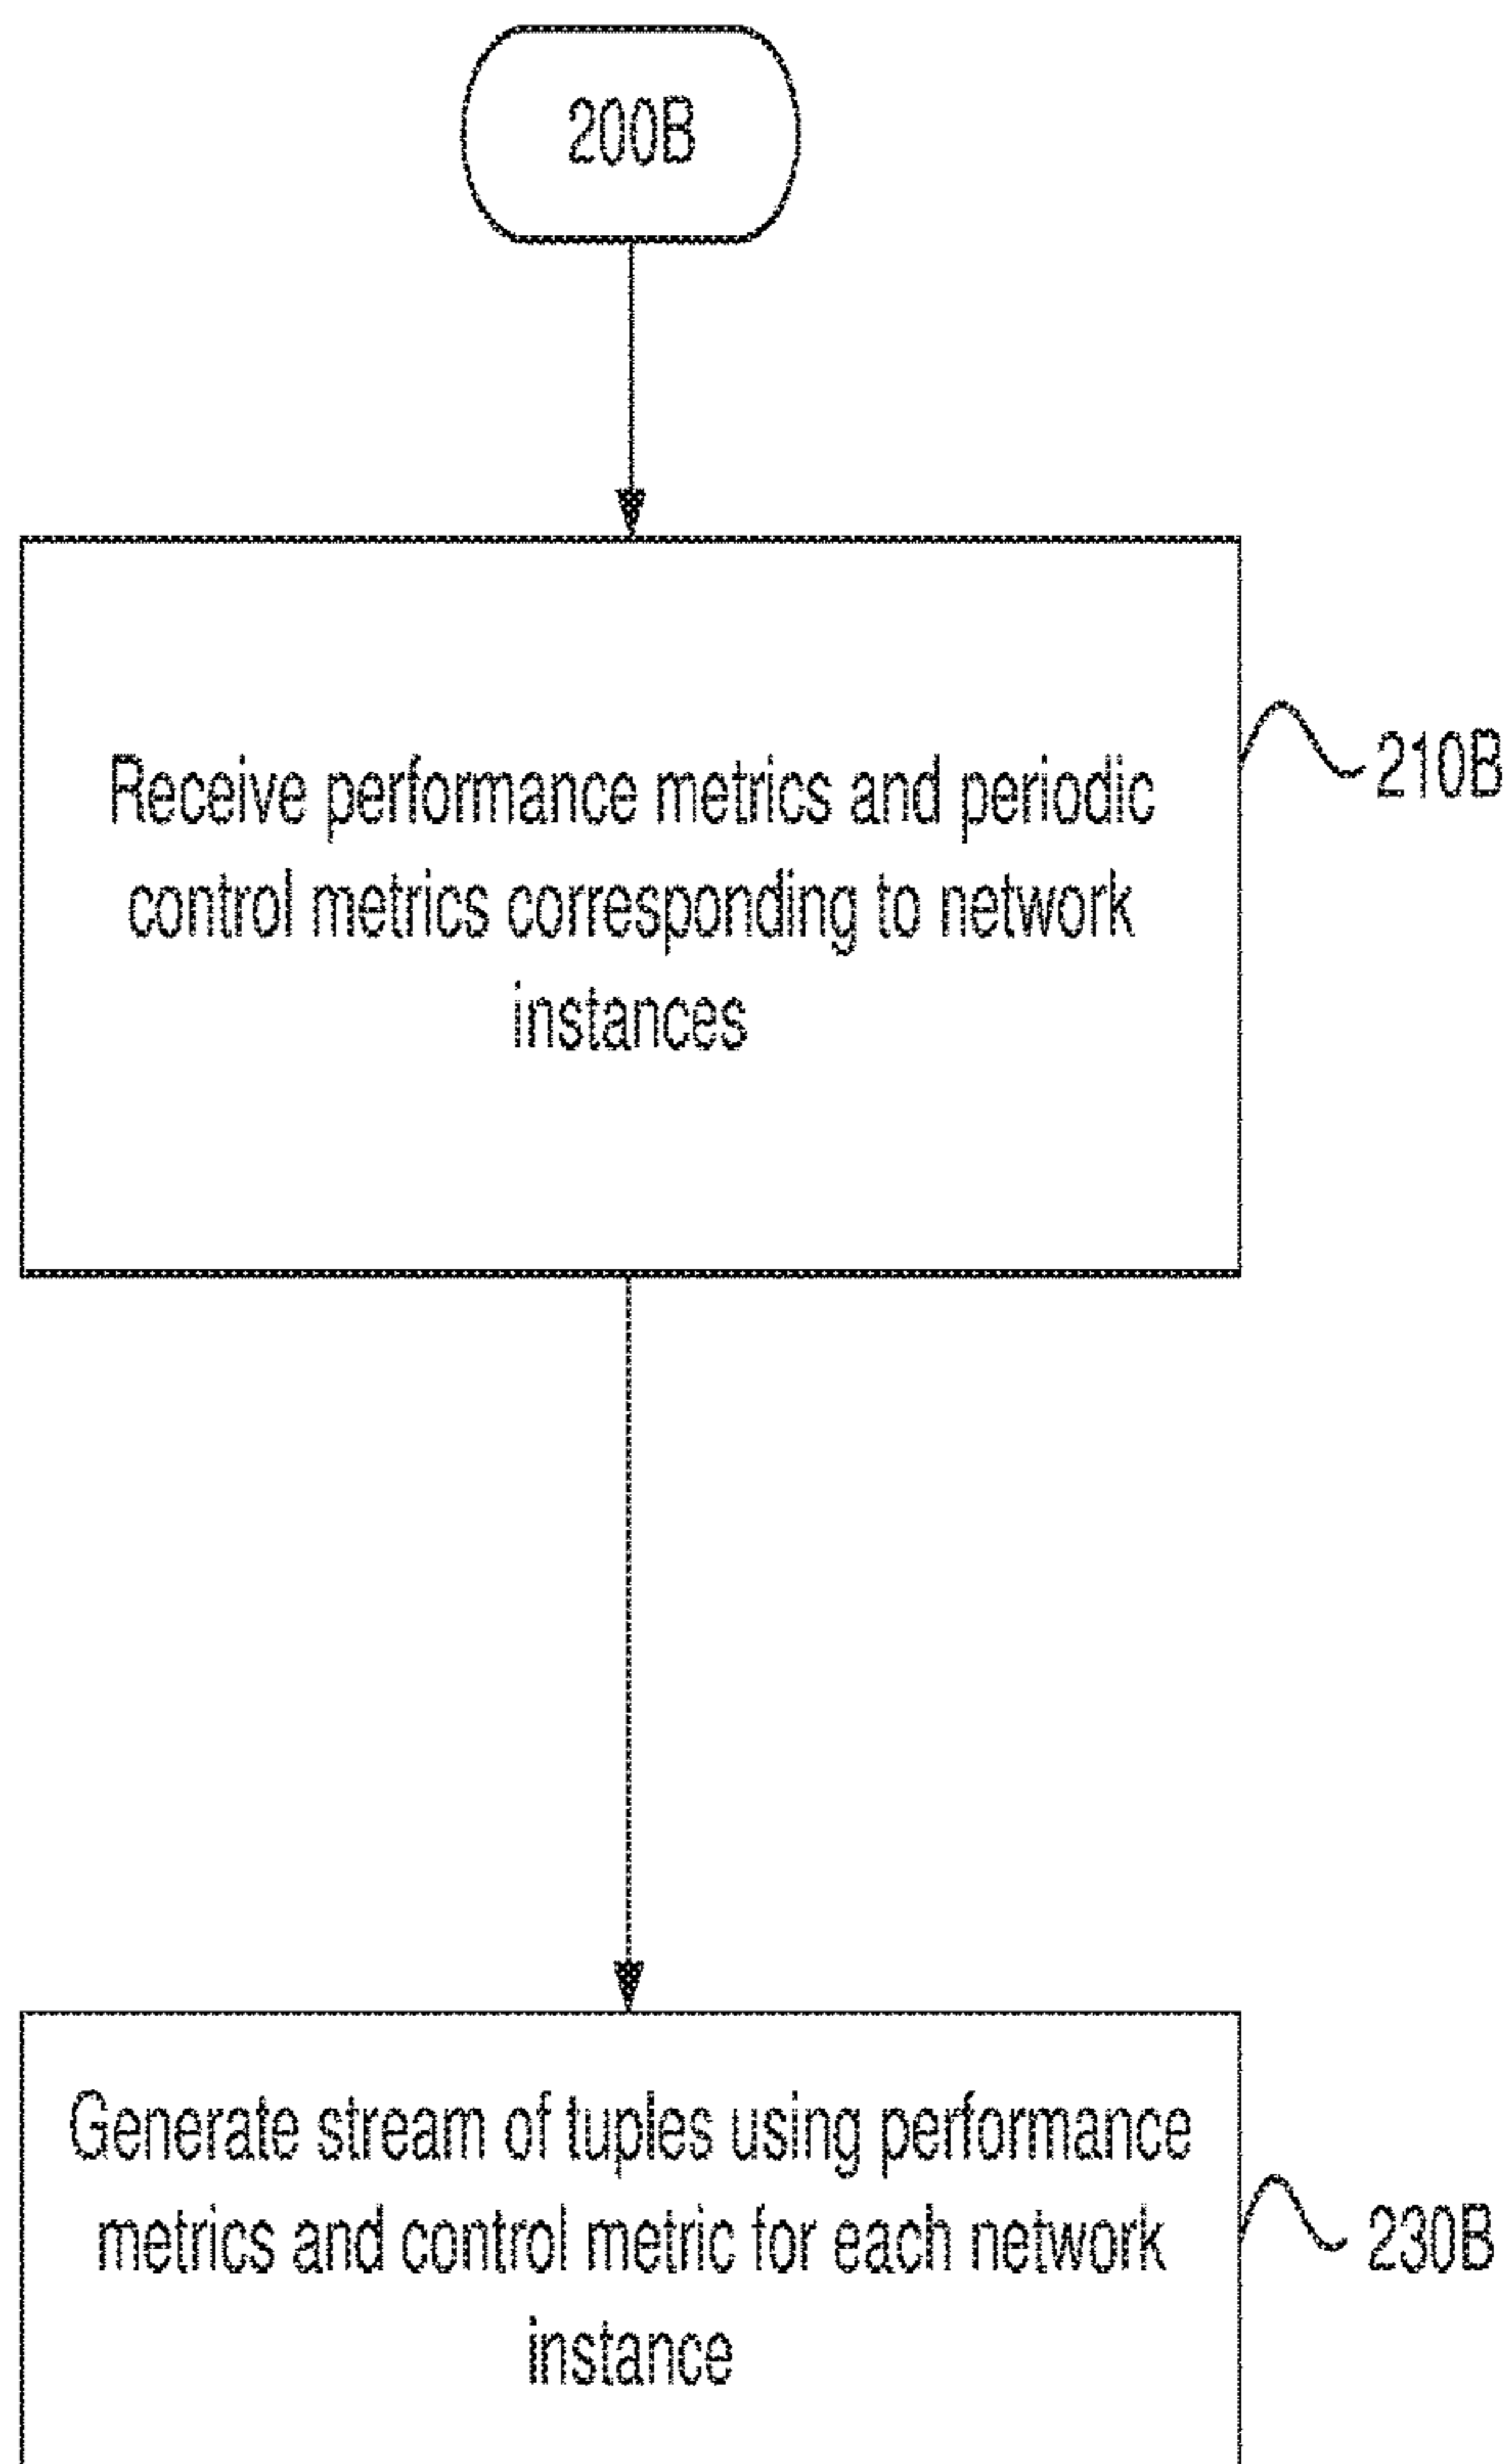 200B
Receive performance metrics and periodic
control metrics corresponding to network
instances
210B
Generate stream of tuples using performance
metrics and control metric for each network
instance
230B